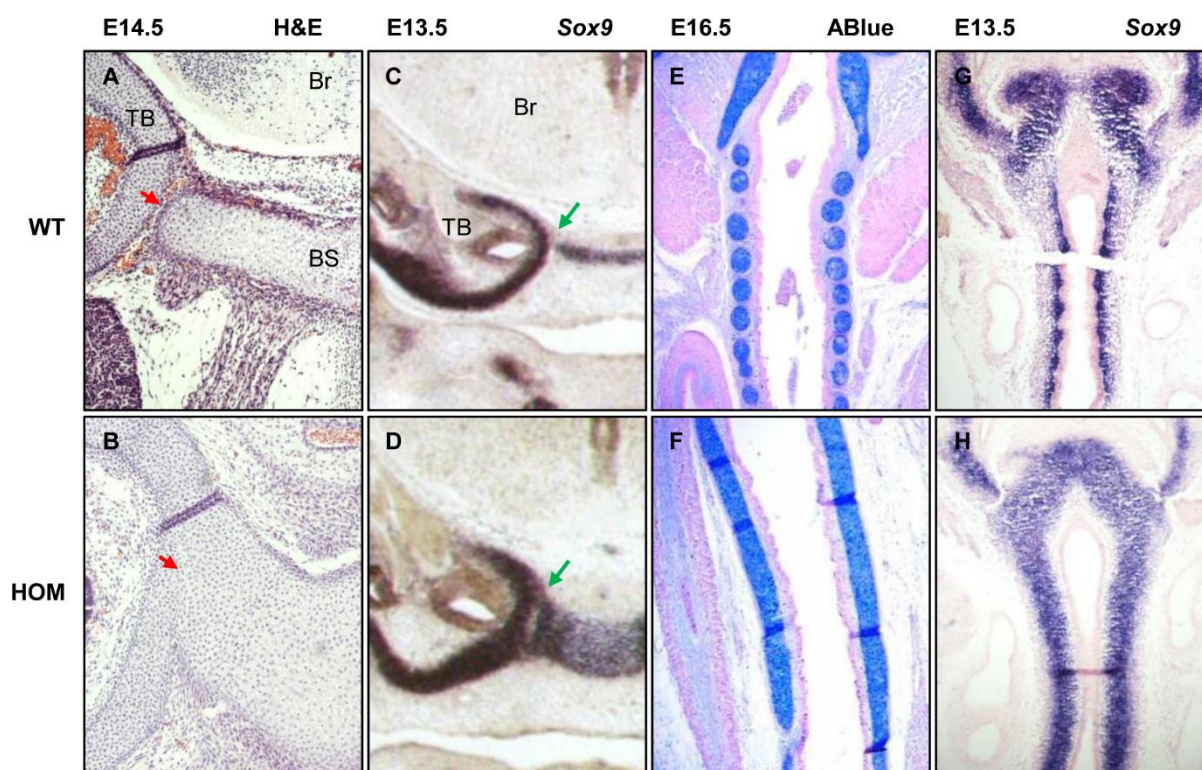 E14.5 H&E E13.5 Sox9 E16.5 ABlue E13.5 Sox9
WT
A Br TB BS
C Br TB
E
G
HOM
B
D
F
H